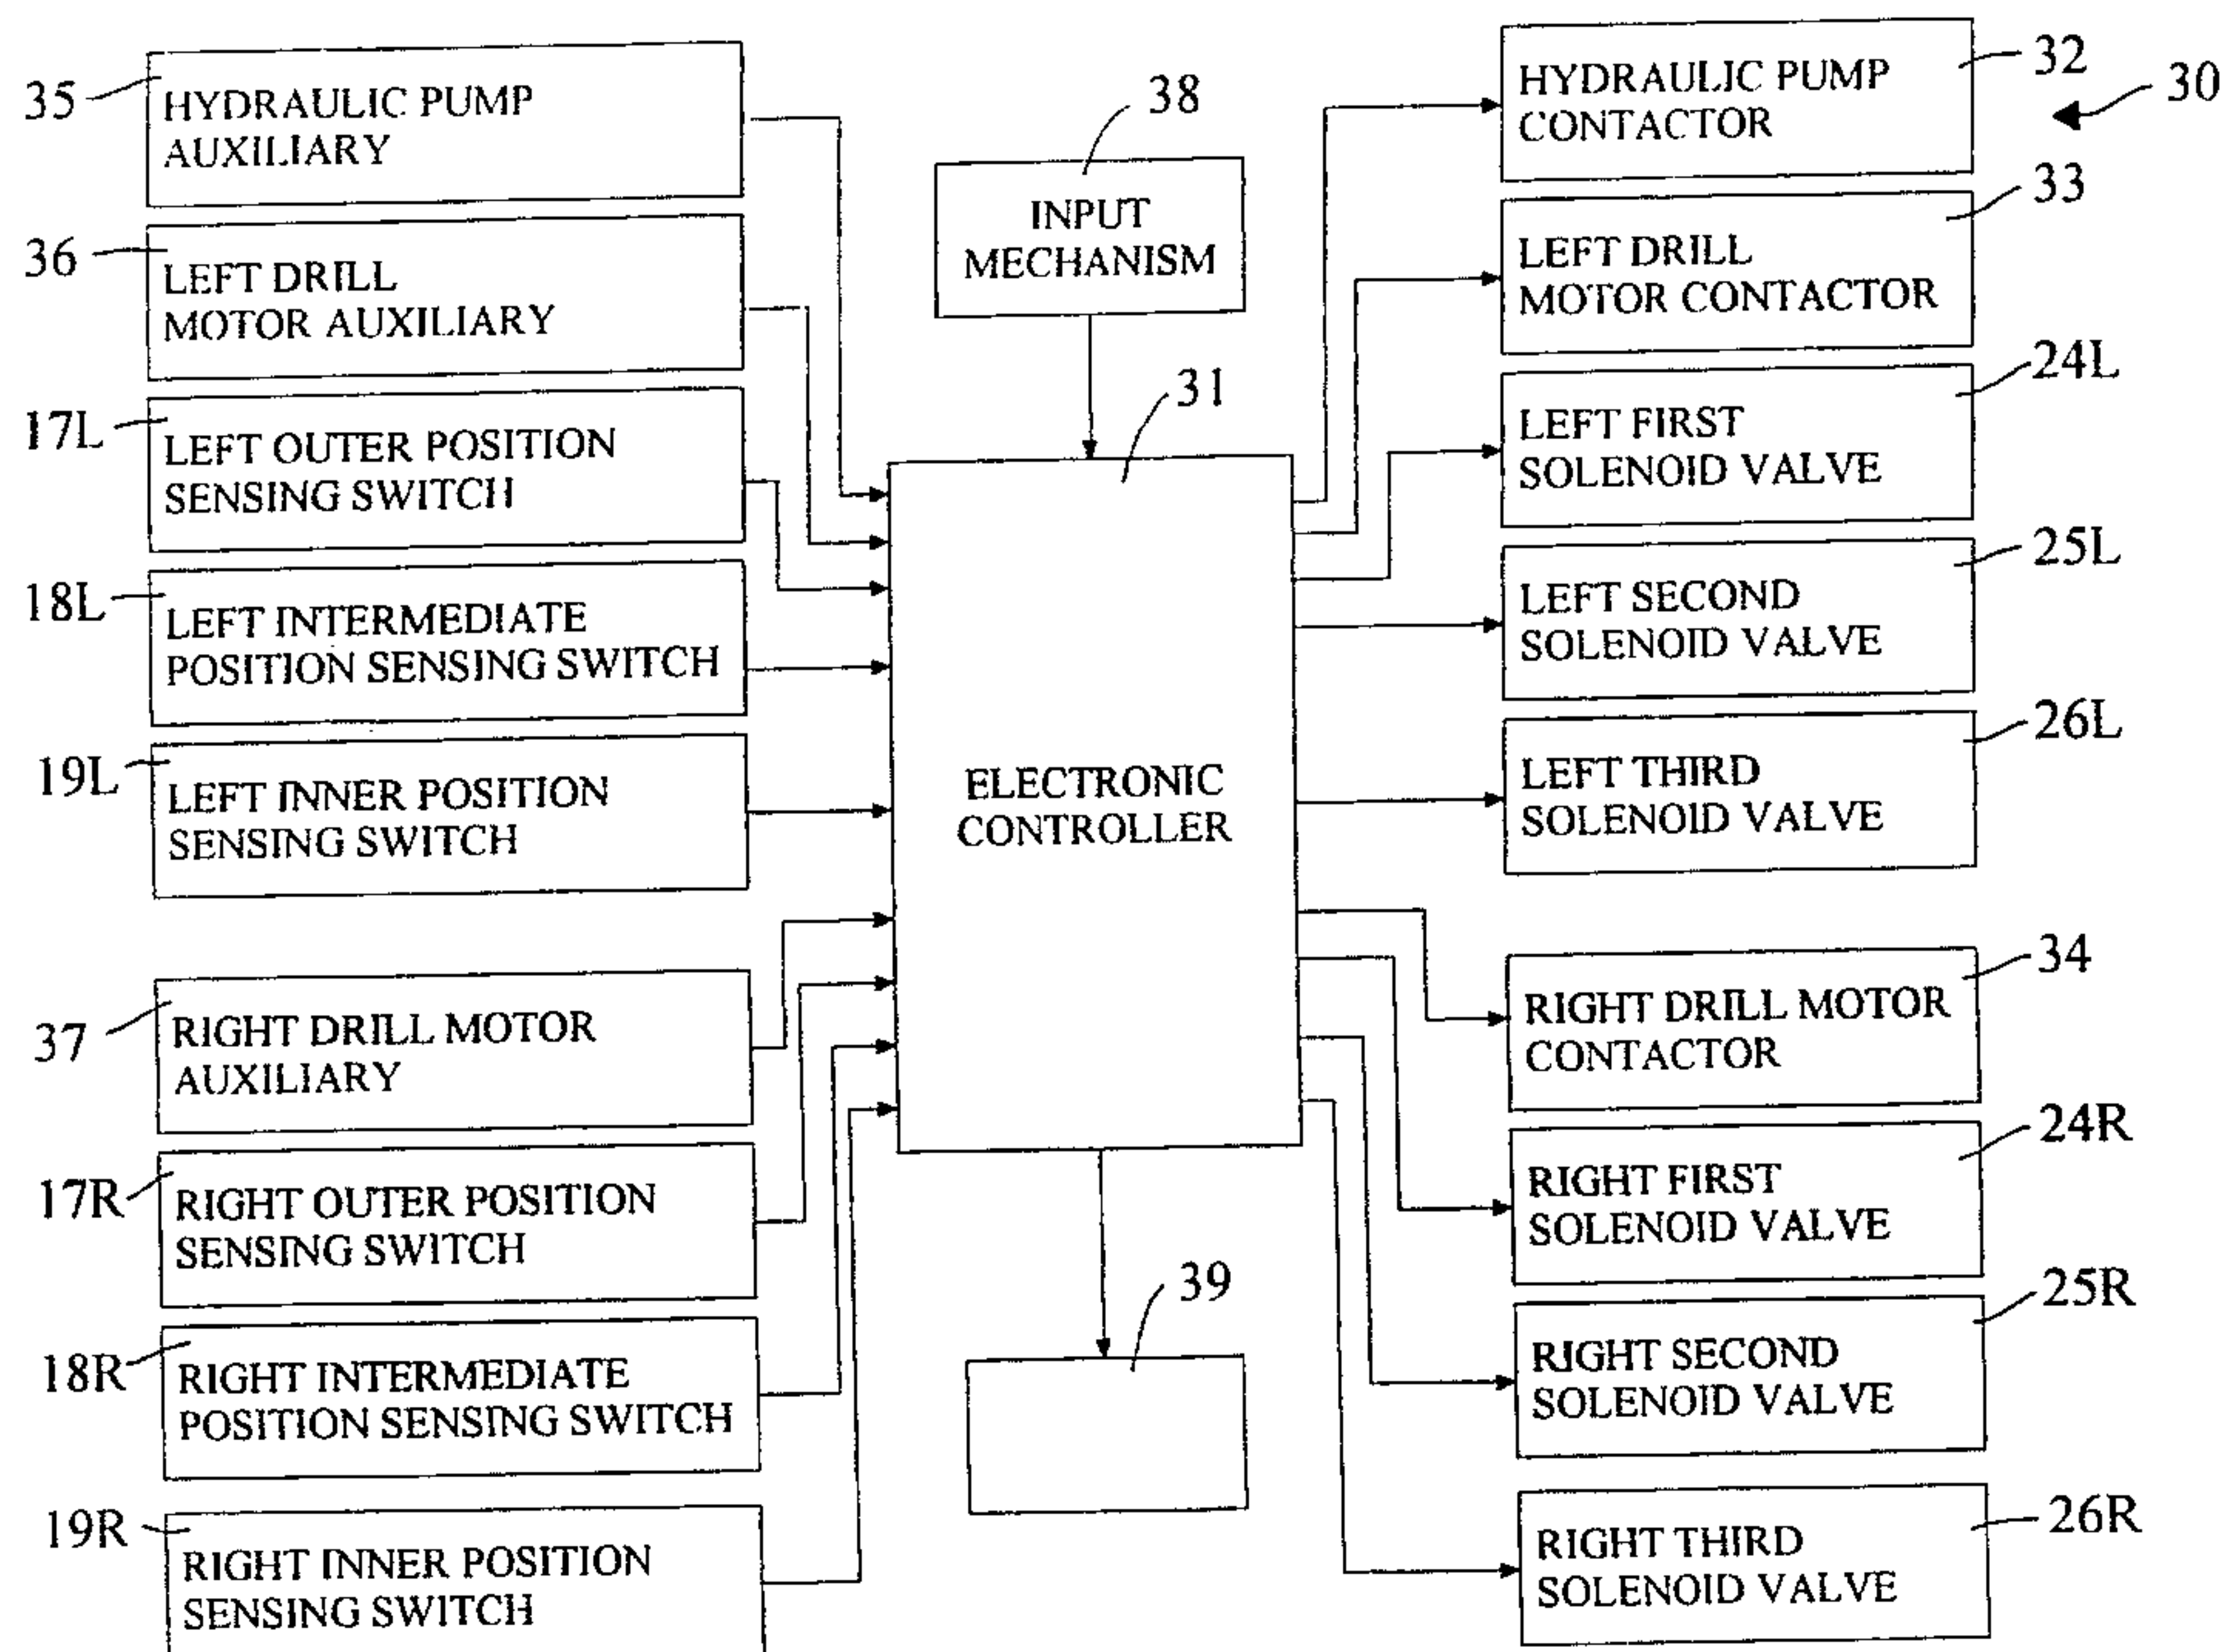 35
HYDRAULIC PUMP
AUXILIARY
36
LEFT DRILL
MOTOR AUXILIARY
17L
LEFT OUTER POSITION
SENSING SWITCH
18L
LEFT INTERMEDIATE
POSITION SENSING SWITCH
19L
LEFT INNER POSITION
SENSING SWITCH
37
RIGHT DRILL MOTOR
AUXILIARY
17R
RIGHT OUTER POSITION
SENSING SWITCH
18R
RIGHT INTERMEDIATE
POSITION SENSING SWITCH
19R
RIGHT INNER POSITION
SENSING SWITCH
38
INPUT
MECHANISM
31
ELECTRONIC
CONTROLLER
39
30
32
HYDRAULIC PUMP
CONTACTOR
33
LEFT DRILL
MOTOR CONTACTOR
24L
LEFT FIRST
SOLENOID VALVE
25L
LEFT SECOND
SOLENOID VALVE
26L
LEFT THIRD
SOLENOID VALVE
34
RIGHT DRILL MOTOR
CONTACTOR
24R
RIGHT FIRST
SOLENOID VALVE
25R
RIGHT SECOND
SOLENOID VALVE
26R
RIGHT THIRD
SOLENOID VALVE